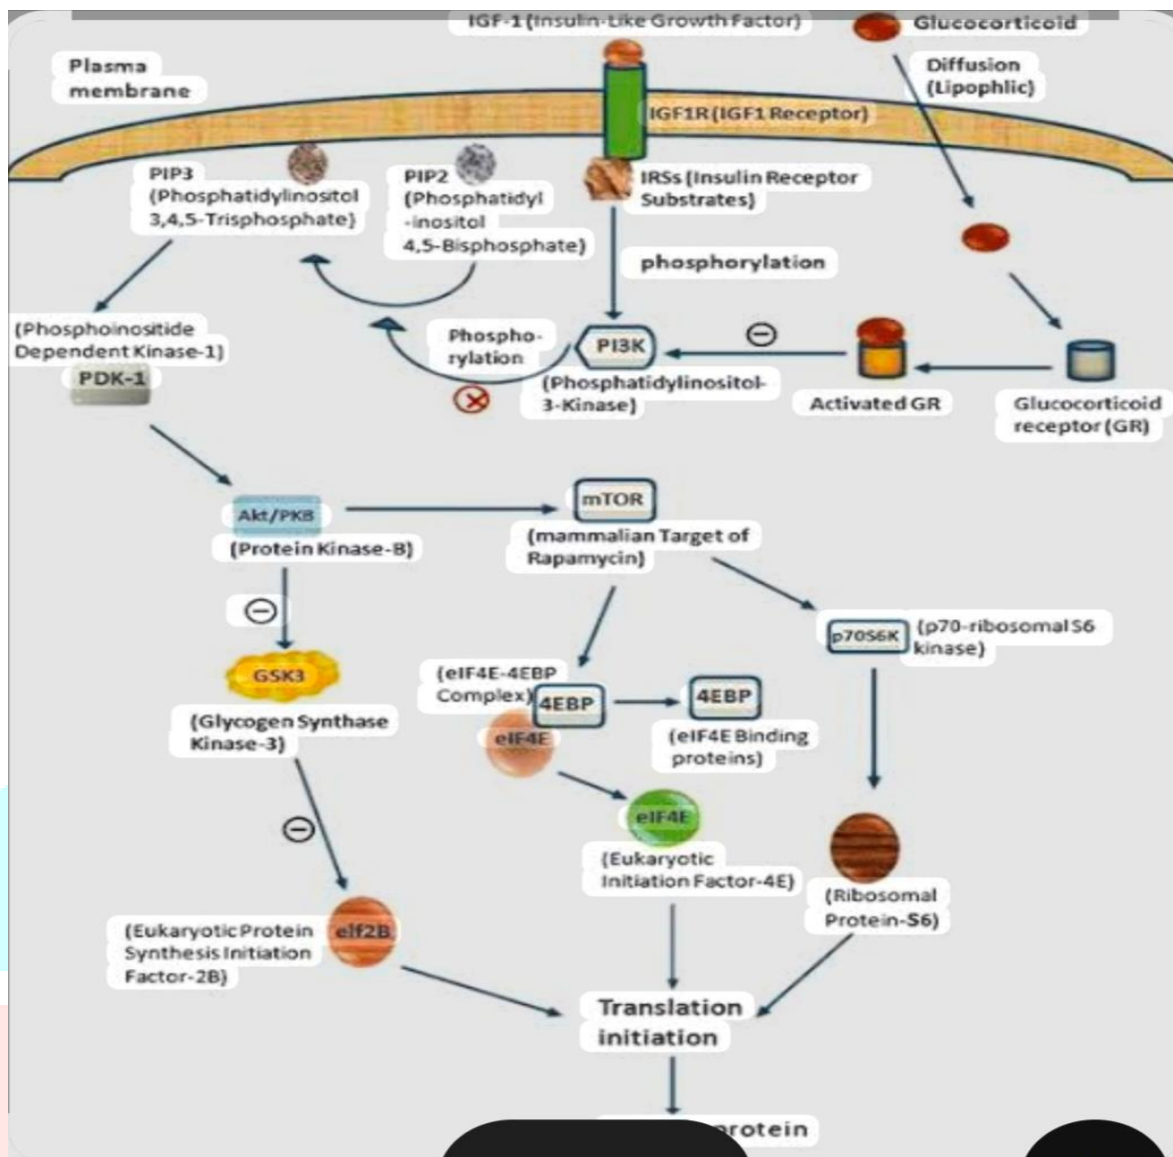 IGF-1 (Insulin-Like Growth Factor)
Glucocorticoid
Plasma
membrane
Diffusion
(Lipophlic)
IGF1R (IGF1 Receptor)
PIP3
(Phosphatidylinositol
3,4,5-Trisphosphate)
PIP2
(Phosphatidyl
-inositol
4,5-Bisphosphate)
IRSs (Insulin Receptor
Substrates)
phosphorylation
(Phosphoinositide
Dependent Kinase-1)
PDK-1
Phospho-
rylation
PI3K
(Phosphatidylinositol-
3-Kinase)
Activated GR
Glucocorticoid
receptor (GR)
Akt/PKB
(Protein Kinase-B)
mTOR
(mammalian Target of
Rapamycin)
p70S6K
(p70-ribosomal S6
kinase)
GSK3
(Glycogen Synthase
Kinase-3)
(eIF4E-4EBP
Complex)
4EBP
eIF4E
4EBP
(eIF4E Binding
proteins)
eIF4E
(Eukaryotic
Initiation Factor-4E)
(Ribosomal
Protein-S6)
(Eukaryotic Protein
Synthesis Initiation
Factor-2B)
eIf2B
Translation
initiation
protein